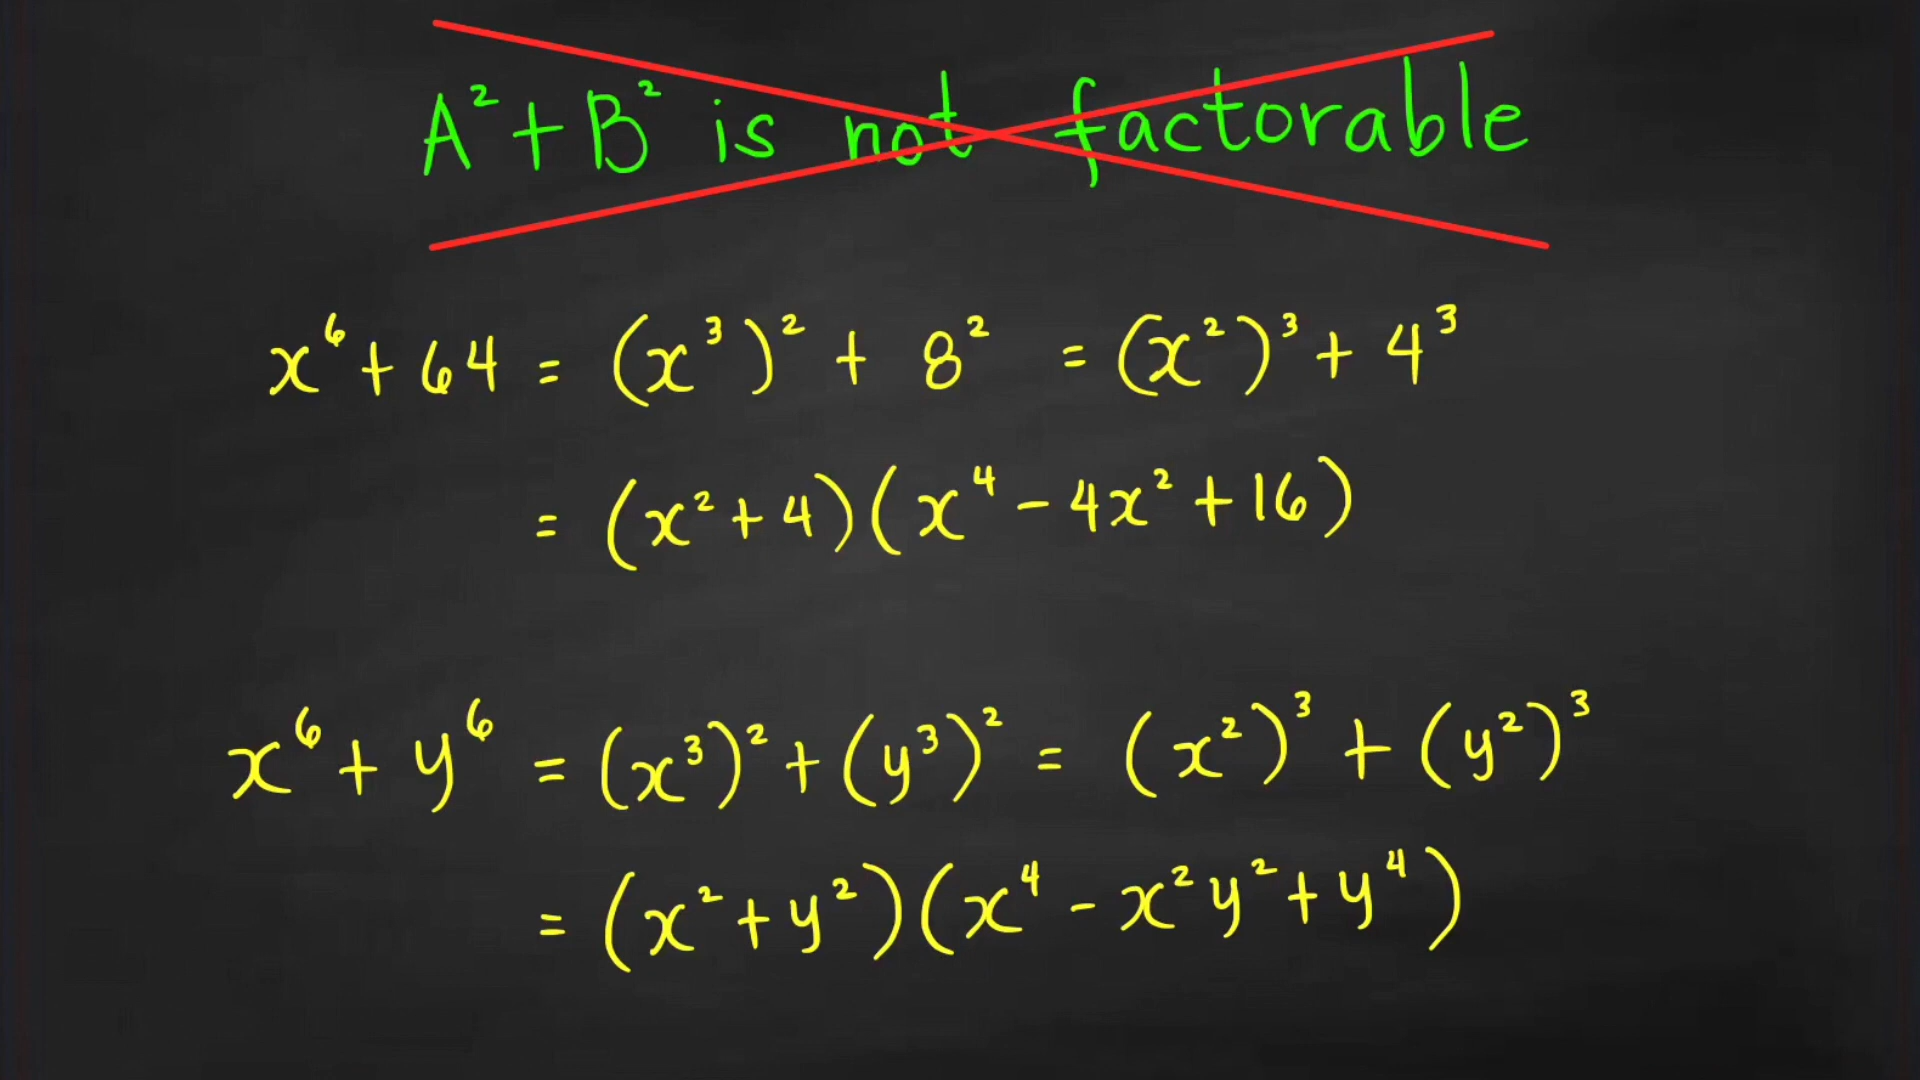 A² + B² is not factorable
x⁶ + 64 = (x³)² + 8² = (x²)³ + 4³
= (x² + 4)(x⁴ - 4x² + 16)
x⁶ + y⁶ = (x³)² + (y³)² = (x²)³ + (y²)³
= (x² + y²)(x⁴ - x²y² + y⁴)